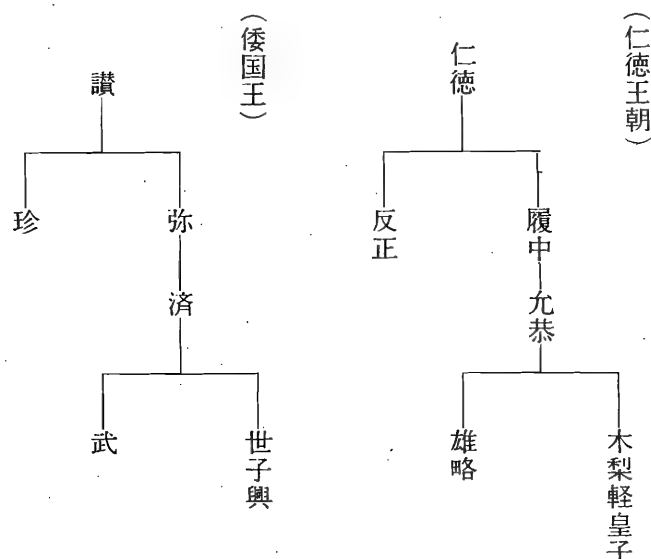 （仁徳王朝）
仁徳
履中
反正
允恭
木梨軽皇子
雄略
（倭国王）
讃
弥
珍
済
世子興
武